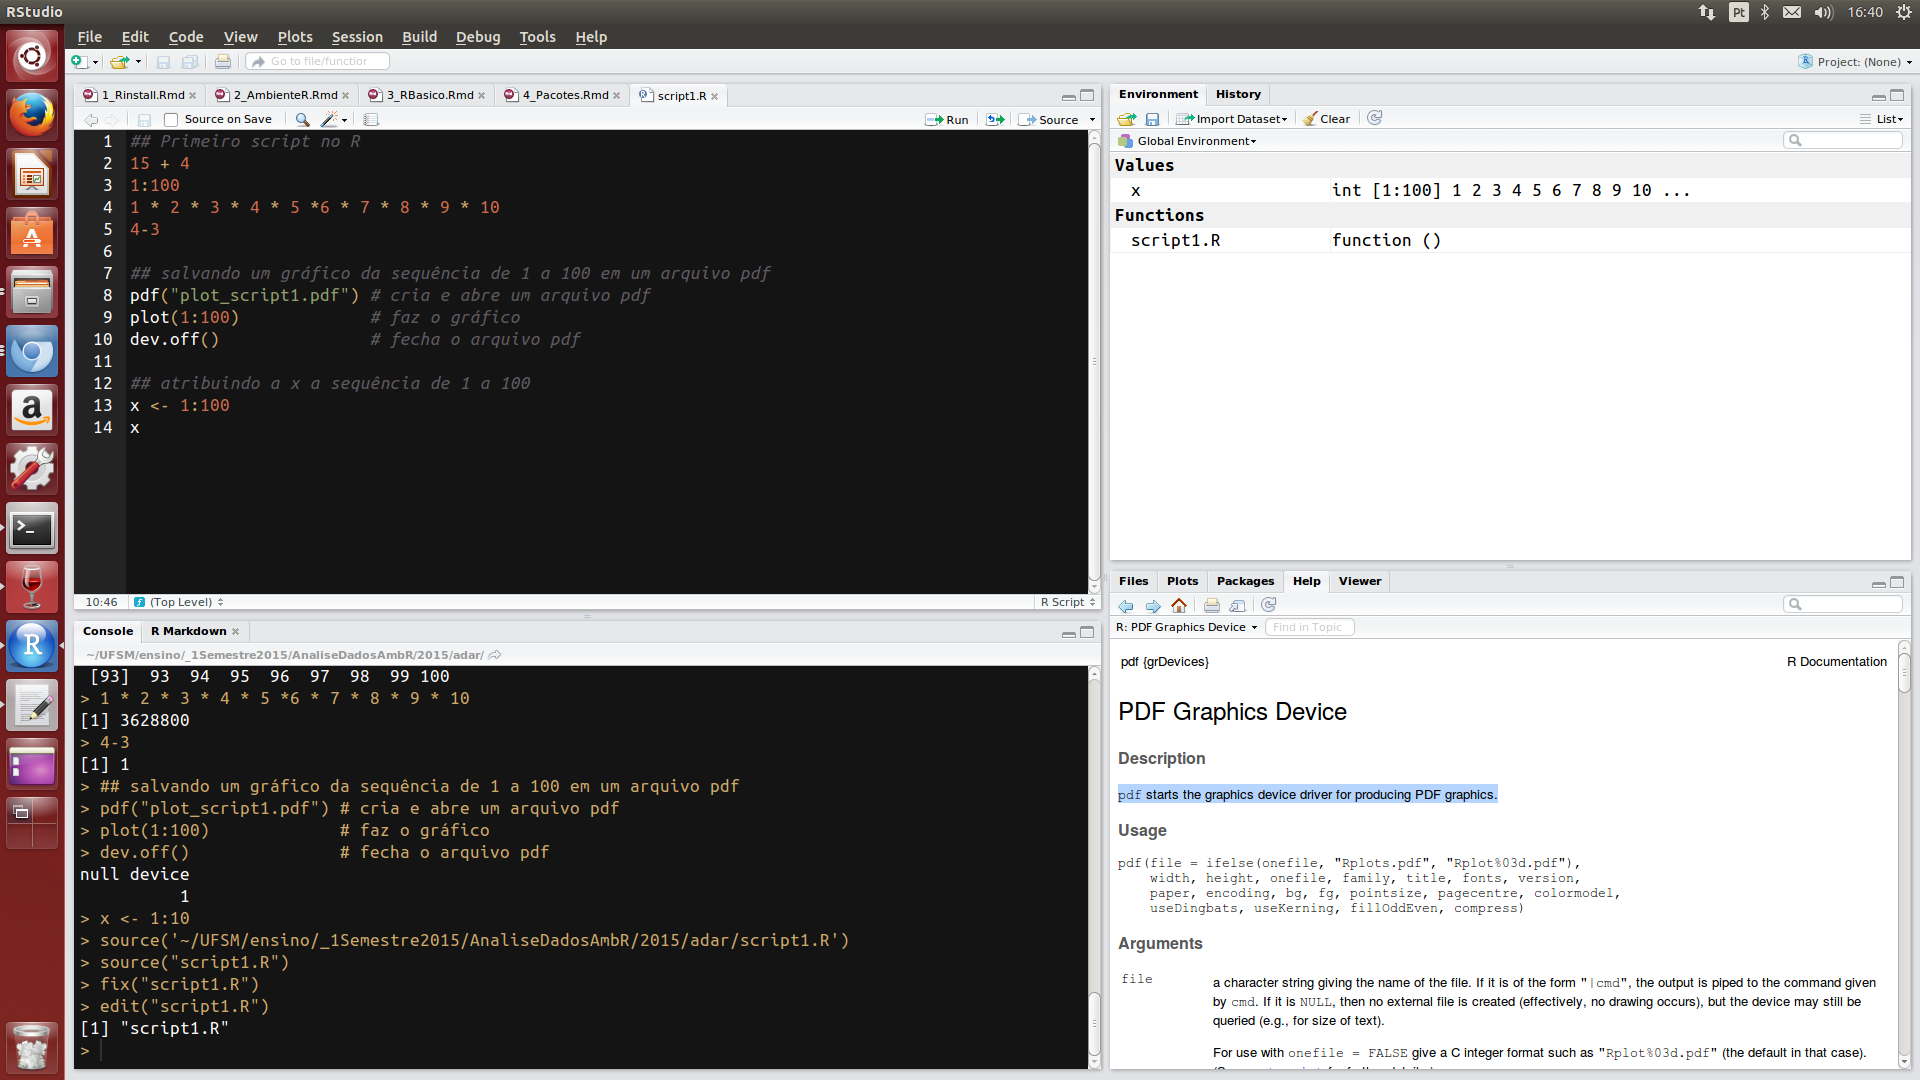 RStudio
Pt
16:40
File Edit Code View Plots Session Build Debug Tools Help
Go to file/function
Project: (None)
1_Rinstall.Rmd
2_AmbienteR.Rmd
3_RBasico.Rmd
4_Pacotes.Rmd
script1.R
Source on Save
Run
Source
1 ## Primeiro script no R
2 15 + 4
3 1:100
4 1 * 2 * 3 * 4 * 5 *6 * 7 * 8 * 9 * 10
5 4-3
6
7 ## salvando um gráfico da sequência de 1 a 100 em um arquivo pdf
8 pdf("plot_script1.pdf") # cria e abre um arquivo pdf
9 plot(1:100) # faz o gráfico
10 dev.off() # fecha o arquivo pdf
11
12 ## atribuindo a x a sequência de 1 a 100
13 x <- 1:100
14 x
10:46 (Top Level) R Script
Console R Markdown
~/UFSM/ensino/_1Semestre2015/AnaliseDadosAmbR/2015/adar/
[93] 93 94 95 96 97 98 99 100
> 1 * 2 * 3 * 4 * 5 *6 * 7 * 8 * 9 * 10
[1] 3628800
> 4-3
[1] 1
> ## salvando um gráfico da sequência de 1 a 100 em um arquivo pdf
> pdf("plot_script1.pdf") # cria e abre um arquivo pdf
> plot(1:100) # faz o gráfico
> dev.off() # fecha o arquivo pdf
null device
1
> x <- 1:10
> source('~/UFSM/ensino/_1Semestre2015/AnaliseDadosAmbR/2015/adar/script1.R')
> source("script1.R")
> fix("script1.R")
> edit("script1.R")
[1] "script1.R"
>
Environment History
Import Dataset Clear List
Global Environment
Values
x int [1:100] 1 2 3 4 5 6 7 8 9 10 ...
Functions
script1.R function ()
Files Plots Packages Help Viewer
R: PDF Graphics Device Find in Topic
pdf {grDevices} R Documentation
PDF Graphics Device
Description
pdf starts the graphics device driver for producing PDF graphics.
Usage
pdf(file = ifelse(onefile, "Rplots.pdf", "Rplot%03d.pdf"),
width, height, onefile, family, title, fonts, version,
paper, encoding, bg, fg, pointsize, pagecentre, colormodel,
useDingbats, useKerning, fillOddEven, compress)
Arguments
file a character string giving the name of the file. If it is of the form "|cmd", the output is piped to the command given
by cmd. If it is NULL, then no external file is created (effectively, no drawing occurs), but the device may still be
queried (e.g., for size of text).
For use with onefile = FALSE give a C integer format such as "Rplot%03d.pdf" (the default in that case).